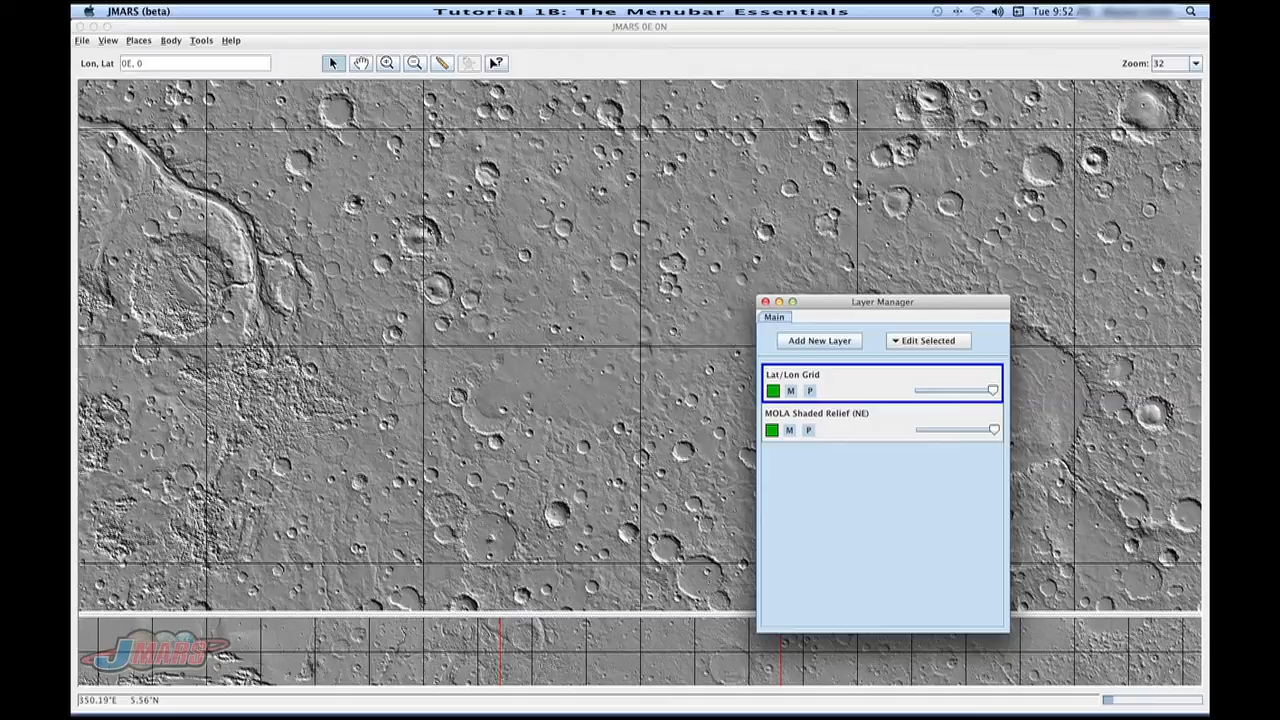 JMARS (beta)
Tutorial 1B: The Menubar Essentials
Tue 9:52
JMARS 0E 0N
File View Places Body Tools Help
Lon, Lat 0E, 0
Zoom: 32
Layer Manager
Main
Add New Layer
Edit Selected
Lat/Lon Grid
M P
MOLA Shaded Relief (NE)
M P
JMARS
350.19°E 5.56°N